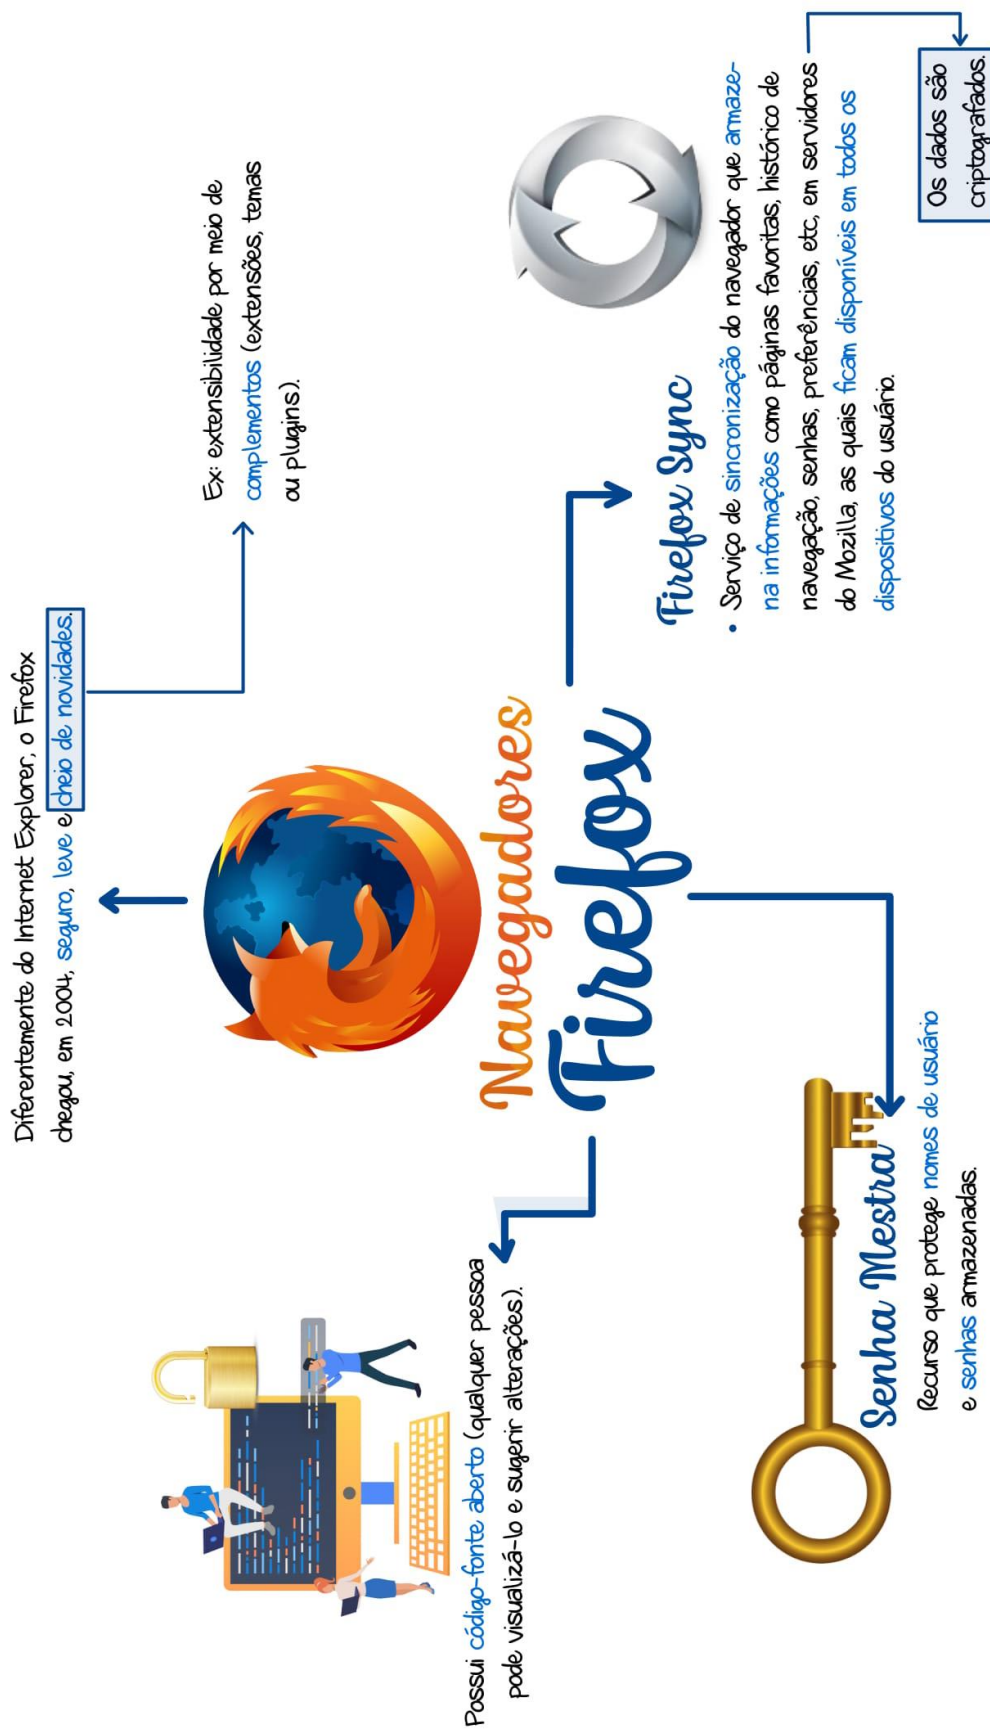 Diferentemente do Internet Explorer, o Firefox
chegou, em 2004, seguro, leve e cheio de novidades.
Ex: extensibilidade por meio de
complementos (extensões, temas
ou plugins).
Navegadores
Firefox
Possui código-fonte aberto (qualquer pessoa
pode visualizá-lo e sugerir alterações).
Firefox Sync
• Serviço de sincronização do navegador que armaze-
na informações como páginas favoritas, histórico de
navegação, senhas, preferências, etc, em servidores
do Mozilla, as quais ficam disponíveis em todos os
dispositivos do usuário.
Os dados são
criptografados.
Senha Mestra
Recurso que protege nomes de usuário
e senhas armazenadas.